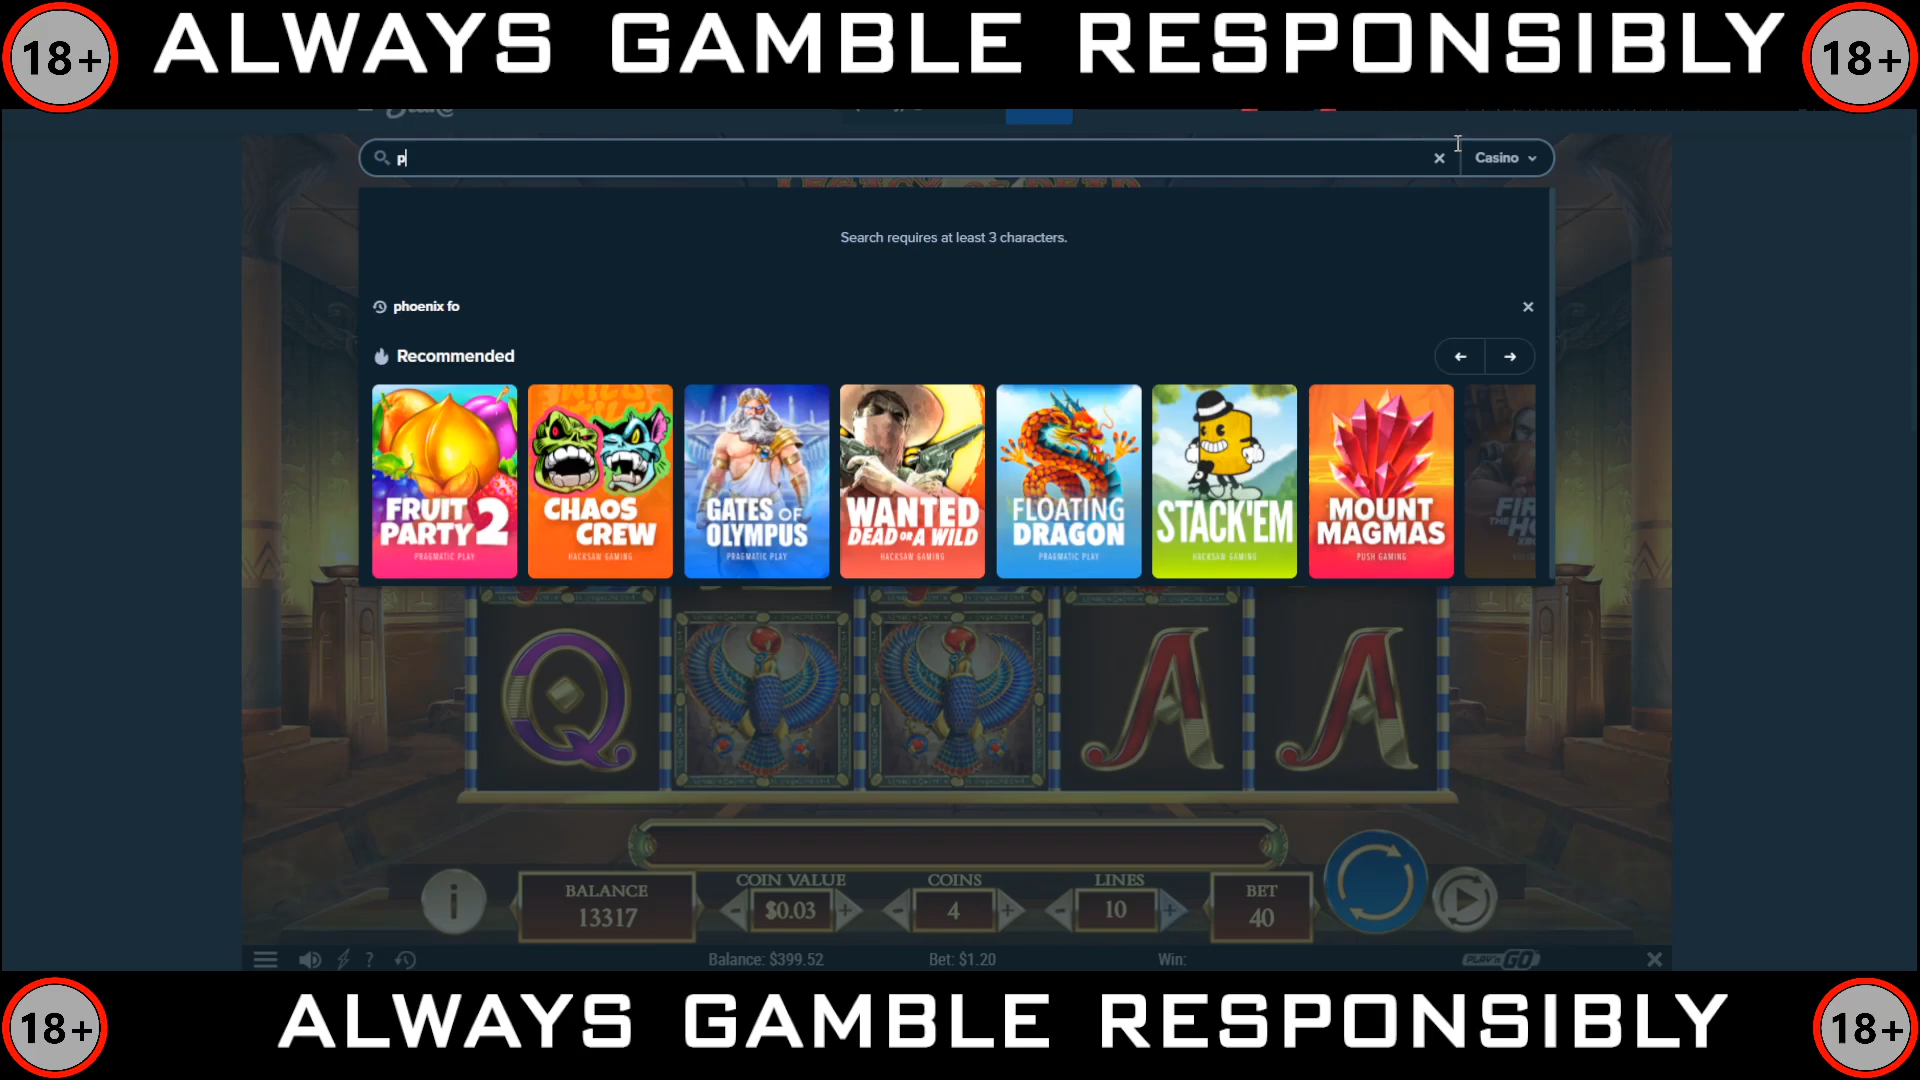 18+ ALWAYS GAMBLE RESPONSIBLY 18+
p
Casino
Search requires at least 3 characters.
phoenix fo
Recommended
FRUIT PARTY 2
PRAGMATIC PLAY
CHAOS CREW
HACKSAW GAMING
GATES OF OLYMPUS
PRAGMATIC PLAY
WANTED DEAD OR A WILD
HACKSAW GAMING
FLOATING DRAGON
PRAGMATIC PLAY
STACK'EM
HACKSAW GAMING
MOUNT MAGMAS
PUSH GAMING
Q A A
BALANCE
13317
COIN VALUE
- $0.03 +
COINS
- 4 +
LINES
- 10 +
BET
40
? Balance: $399.52 Bet: $1.20 Win: PLAY'n GO
18+ ALWAYS GAMBLE RESPONSIBLY 18+